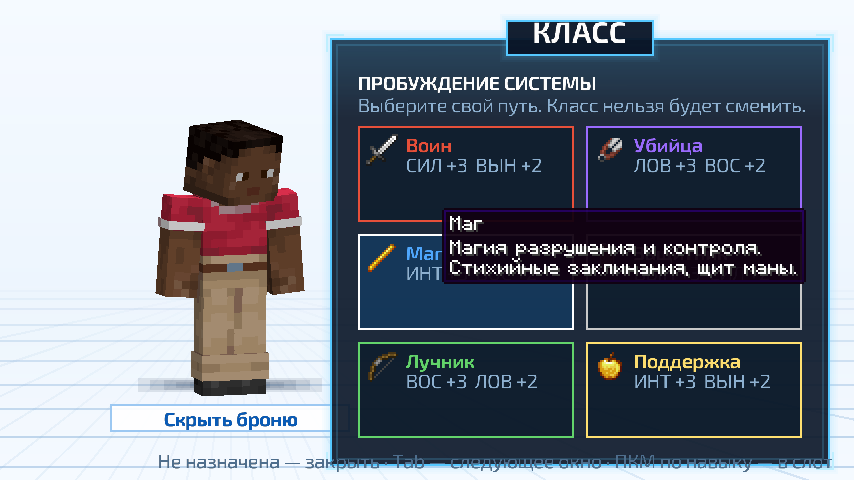 КЛАСС
ПРОБУЖДЕНИЕ СИСТЕМЫ
Выберите свой путь. Класс нельзя будет сменить.
Воин
СИЛ +3 ВЫН +2
Убийца
ЛОВ +3 ВОС +2
Маг
ИНТ
Маг
Магия разрушения и контроля.
Стихийные заклинания, щит маны.
Лучник
ВОС +3 ЛОВ +2
Поддержка
ИНТ +3 ВЫН +2
Скрыть броню
Не назначена — закрыть · Tab — следующее окно · ПКМ по навыку — в слот